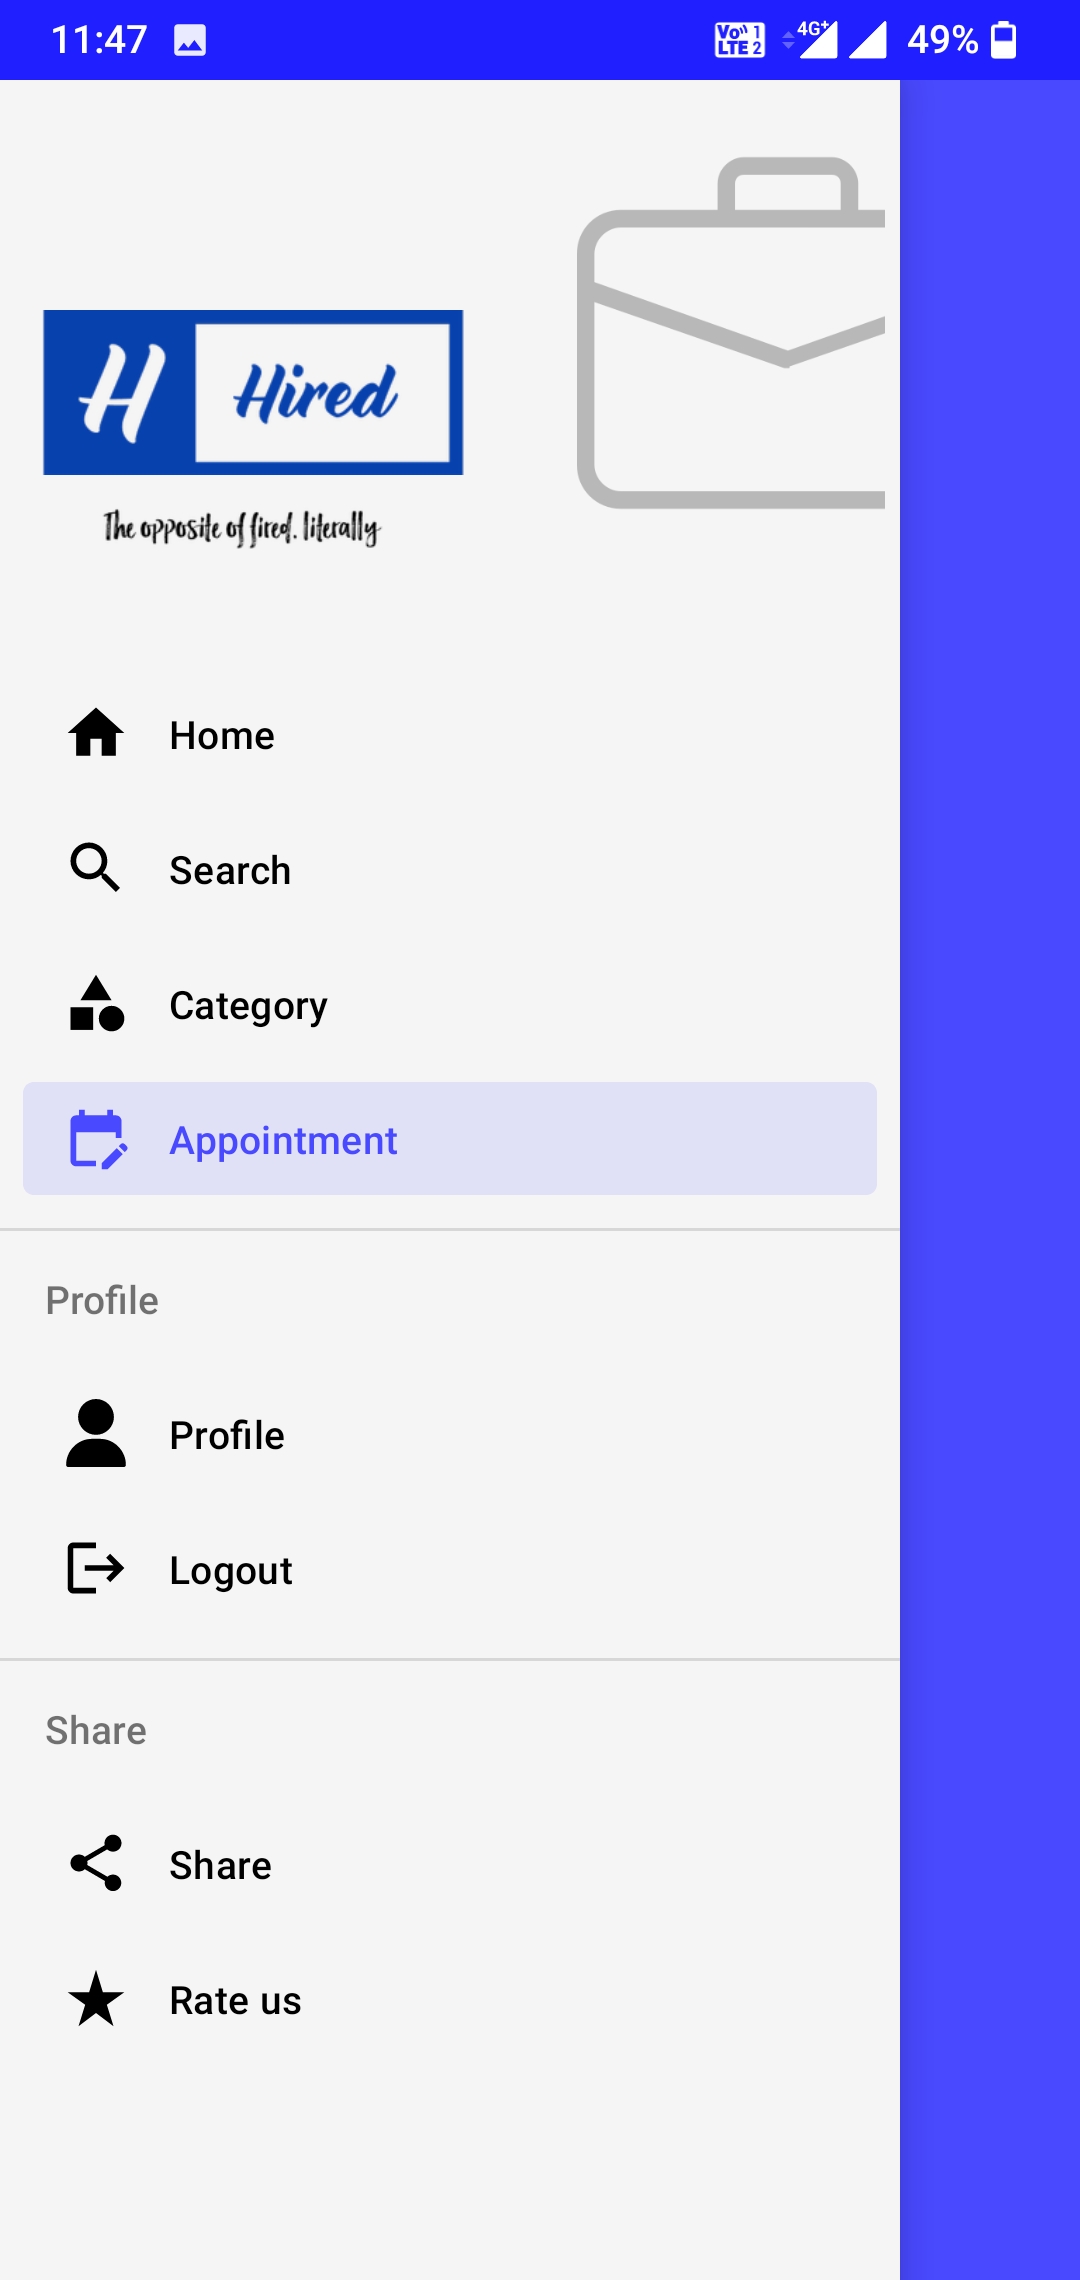 11:47 Vo)) 1 LTE 2 4G+ 49%
H Hired
The opposite of fired. literally
Home
Search
Category
Appointment
Profile
Profile
Logout
Share
Share
Rate us